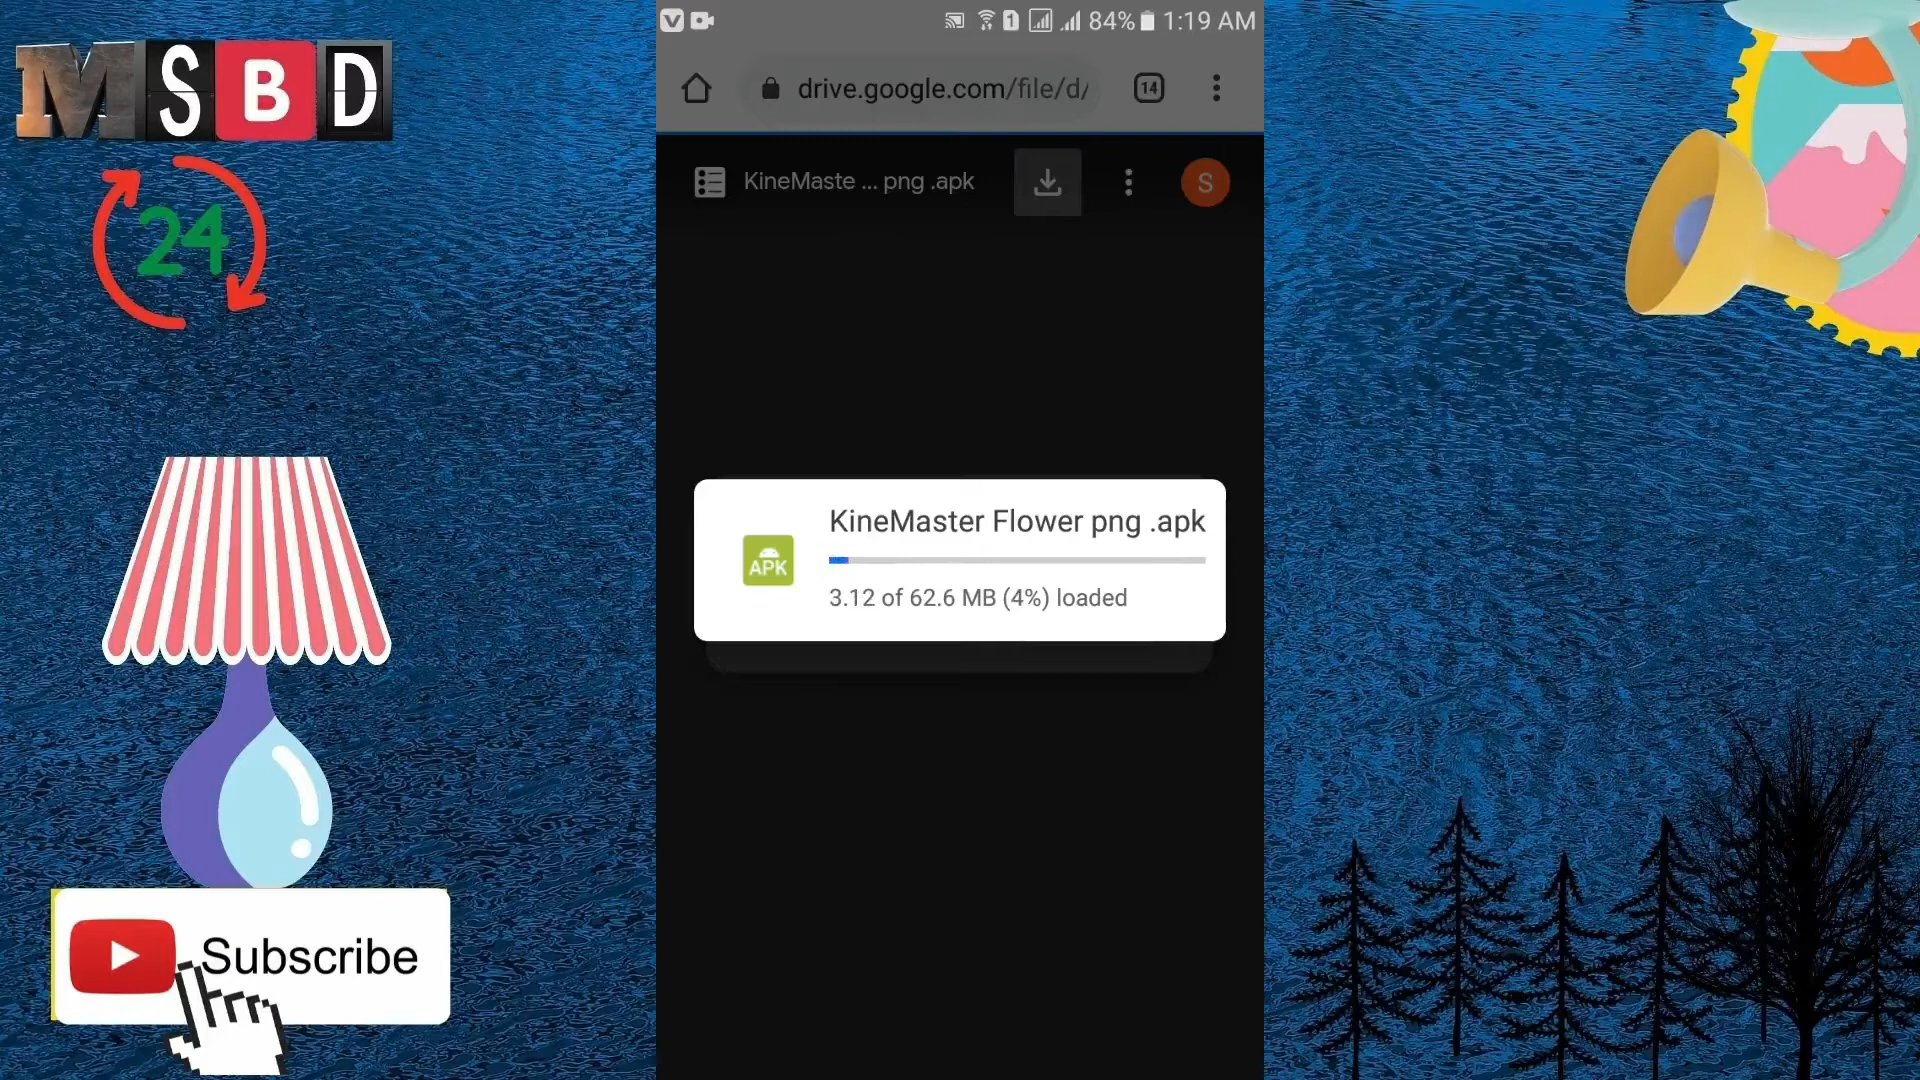 MSBD
24
84% 1:19 AM
drive.google.com/file/d/
14
KineMaste ... png .apk
S
KineMaster Flower png .apk
APK
3.12 of 62.6 MB (4%) loaded
Subscribe